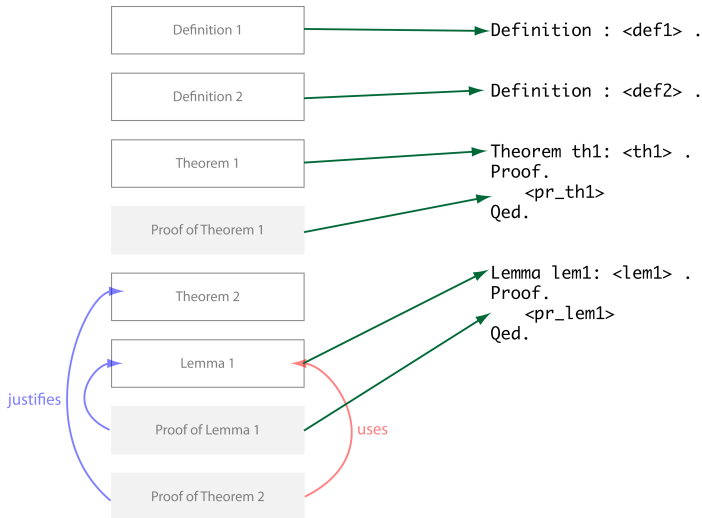 Definition 1
Definition : <def1> .
Definition 2
Definition : <def2> .
Theorem 1
Theorem th1: <th1> .
Proof.
<pr_th1>
Qed.
Proof of Theorem 1
Theorem 2
Lemma lem1: <lem1> .
Proof.
<pr_lem1>
Qed.
Lemma 1
justifies
Proof of Lemma 1
uses
Proof of Theorem 2